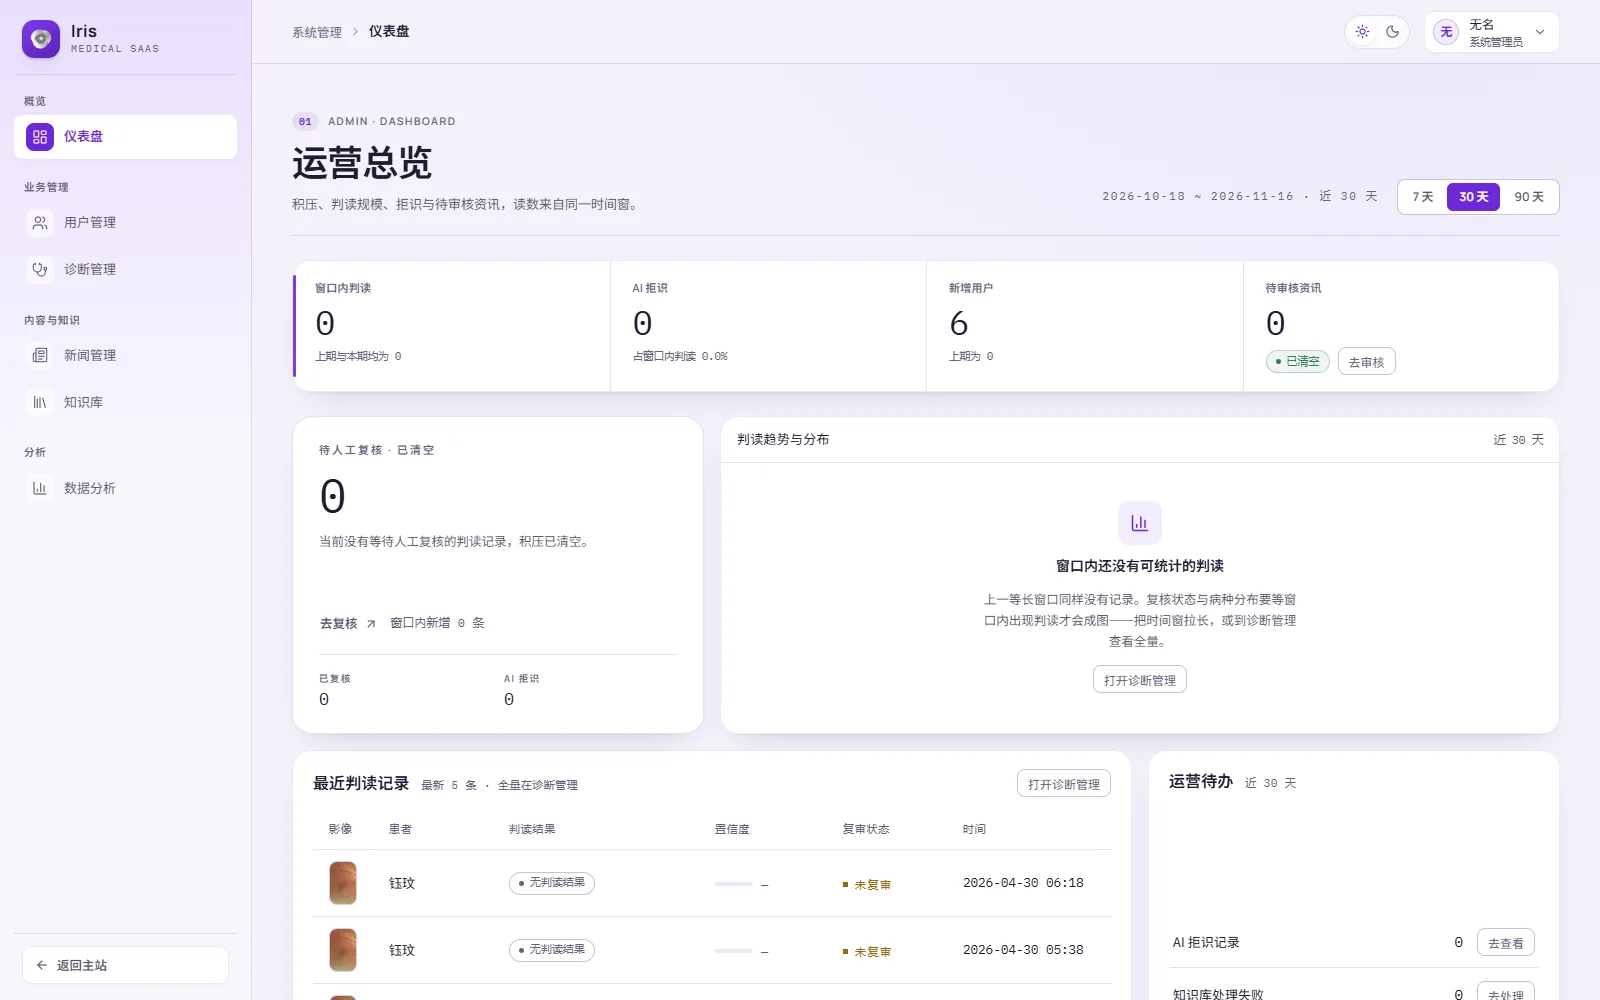 Iris
MEDICAL SAAS
概览
仪表盘
业务管理
用户管理
诊断管理
内容与知识
新闻管理
知识库
分析
数据分析
返回主站
系统管理 > 仪表盘
无
无名
系统管理员
01 ADMIN · DASHBOARD
运营总览
积压、判读规模、拒识与待审核资讯，读数来自同一时间窗。
2026-10-18 ~ 2026-11-16 · 近 30 天
7 天 30 天 90 天
窗口内判读
0
上期与本期均为 0
AI 拒识
0
占窗口内判读 0.0%
新增用户
6
上期为 0
待审核资讯
0
已清空 去审核
待人工复核 · 已清空
0
当前没有等待人工复核的判读记录，积压已清空。
去复核 窗口内新增 0 条
已复核 AI 拒识
0 0
判读趋势与分布 近 30 天
窗口内还没有可统计的判读
上一等长窗口同样没有记录。复核状态与病种分布要等窗
口内出现判读才会成图——把时间窗拉长，或到诊断管理
查看全量。
打开诊断管理
最近判读记录 最新 5 条 · 全量在诊断管理 打开诊断管理
影像 患者 判读结果 置信度 复审状态 时间
钰玟 无判读结果 — 未复审 2026-04-30 06:18
钰玟 无判读结果 — 未复审 2026-04-30 05:38
运营待办 近 30 天
AI 拒识记录 0 去查看
知识库处理失败 0 去处理